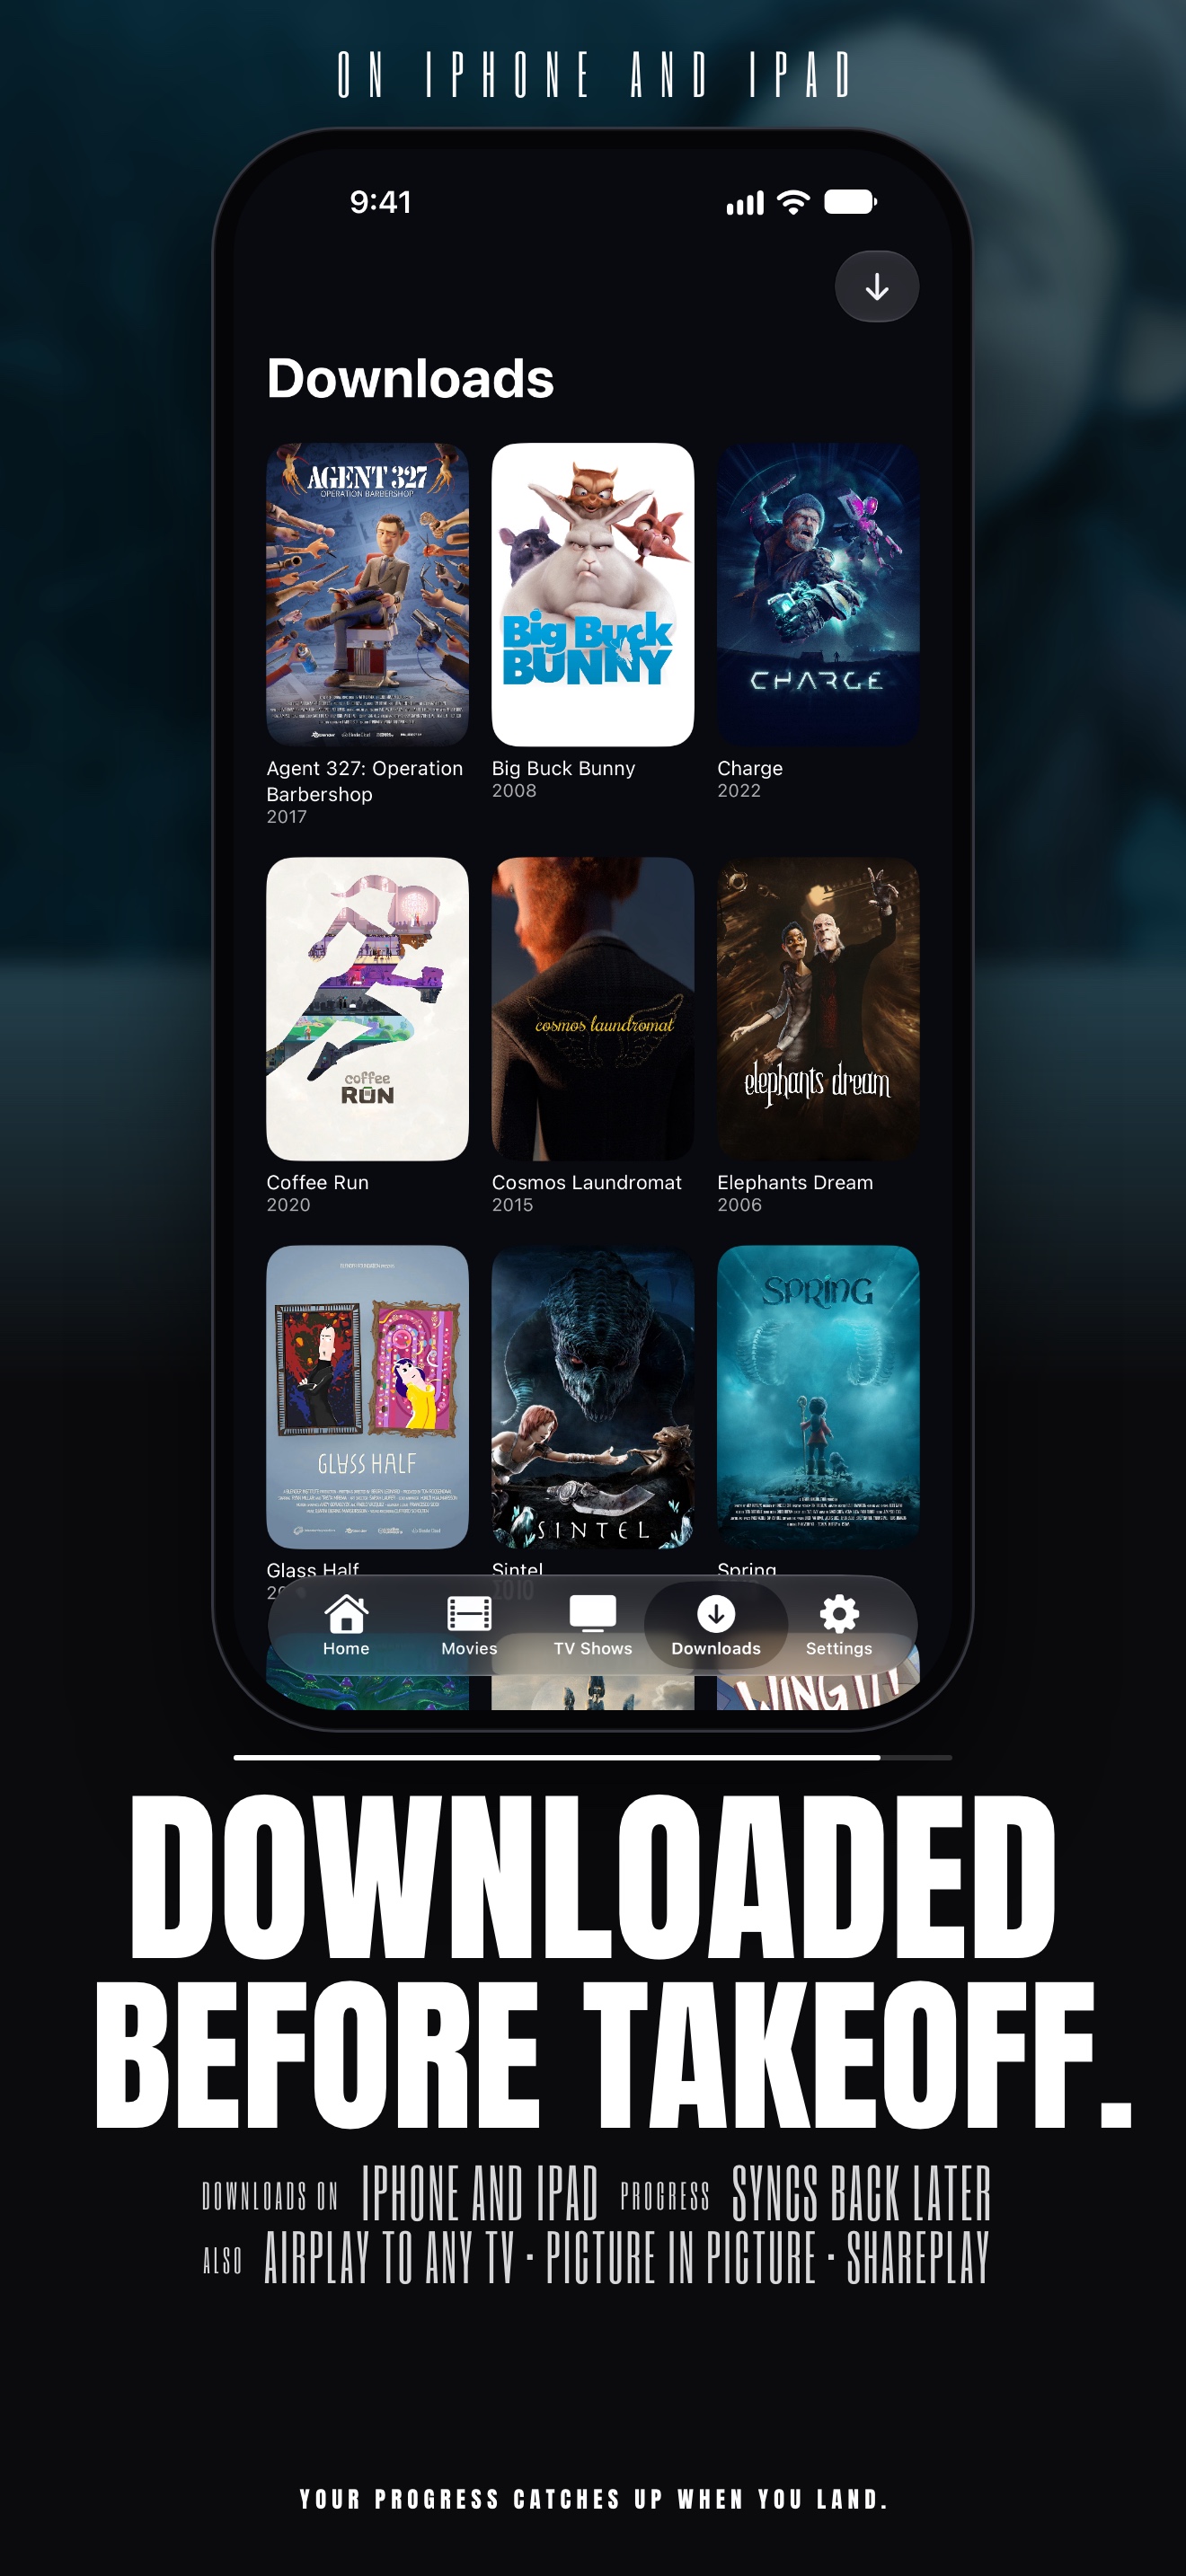 ON IPHONE AND IPAD
9:41
Downloads
AGENT 327
OPERATION BARBERSHOP
Big Buck
BUNNY
CHARGE
Agent 327: Operation
Barbershop
2017
Big Buck Bunny
2008
Charge
2022
coffee
RUN
cosmos laundromat
elephants dream
Coffee Run
2020
Cosmos Laundromat
2015
Elephants Dream
2006
GLASS HALF
SINTEL
SPRING
Glass Half
Sintel
2010
Spring
Home
Movies
TV Shows
Downloads
Settings
WING IT!
DOWNLOADED
BEFORE TAKEOFF.
DOWNLOADS ON IPHONE AND IPAD PROGRESS SYNCS BACK LATER
ALSO AIRPLAY TO ANY TV · PICTURE IN PICTURE · SHAREPLAY
YOUR PROGRESS CATCHES UP WHEN YOU LAND.